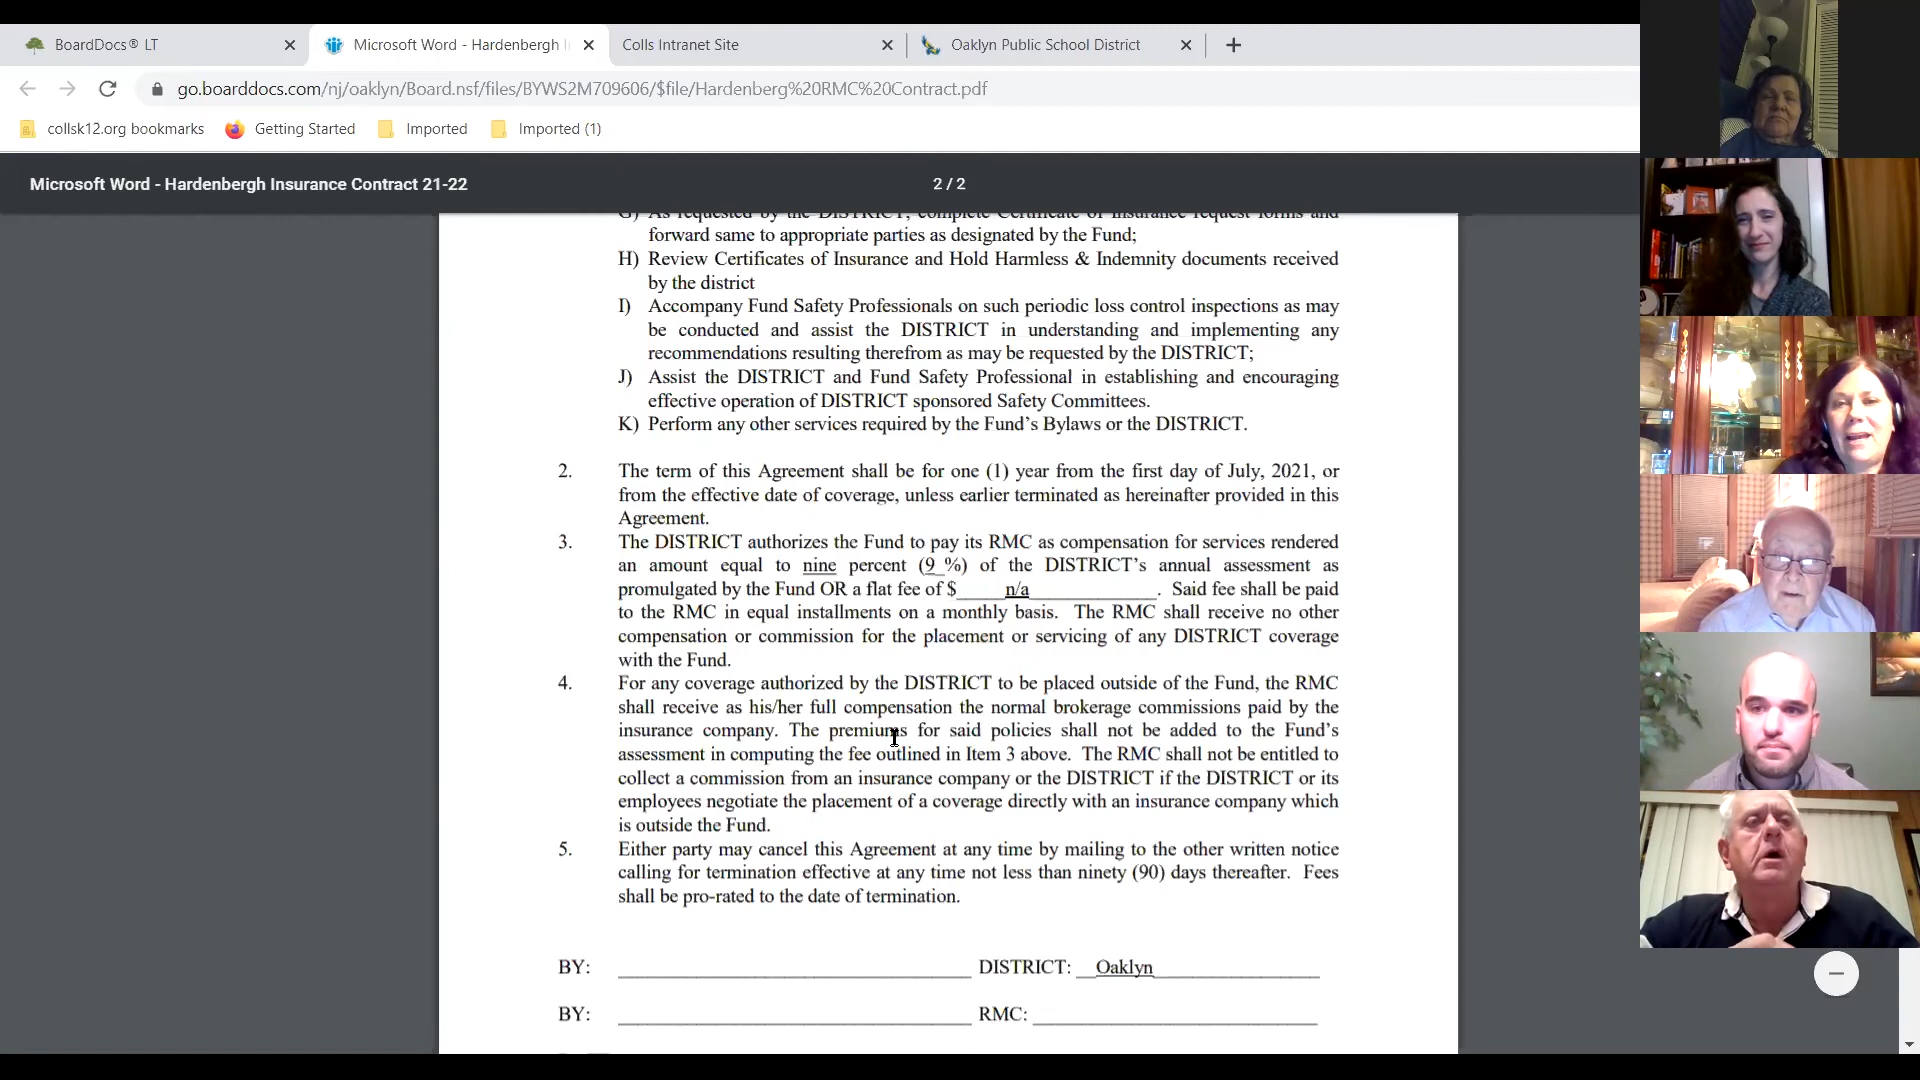 BoardDocs® LT
Microsoft Word - Hardenbergh I
Colls Intranet Site
Oaklyn Public School District
go.boarddocs.com/nj/oaklyn/Board.nsf/files/BYWS2M709606/$file/Hardenberg%20RMC%20Contract.pdf
collsk12.org bookmarks
Getting Started
Imported
Imported (1)
Microsoft Word - Hardenbergh Insurance Contract 21-22
2 / 2
G) As requested by the DISTRICT, complete Certificate of Insurance request forms and
forward same to appropriate parties as designated by the Fund;
H) Review Certificates of Insurance and Hold Harmless & Indemnity documents received
by the district
I) Accompany Fund Safety Professionals on such periodic loss control inspections as may
be conducted and assist the DISTRICT in understanding and implementing any
recommendations resulting therefrom as may be requested by the DISTRICT;
J) Assist the DISTRICT and Fund Safety Professional in establishing and encouraging
effective operation of DISTRICT sponsored Safety Committees.
K) Perform any other services required by the Fund's Bylaws or the DISTRICT.
2. The term of this Agreement shall be for one (1) year from the first day of July, 2021, or
from the effective date of coverage, unless earlier terminated as hereinafter provided in this
Agreement.
3. The DISTRICT authorizes the Fund to pay its RMC as compensation for services rendered
an amount equal to nine percent (9_%) of the DISTRICT's annual assessment as
promulgated by the Fund OR a flat fee of $_____n/a_____________. Said fee shall be paid
to the RMC in equal installments on a monthly basis. The RMC shall receive no other
compensation or commission for the placement or servicing of any DISTRICT coverage
with the Fund.
4. For any coverage authorized by the DISTRICT to be placed outside of the Fund, the RMC
shall receive as his/her full compensation the normal brokerage commissions paid by the
insurance company. The premiums for said policies shall not be added to the Fund's
assessment in computing the fee outlined in Item 3 above. The RMC shall not be entitled to
collect a commission from an insurance company or the DISTRICT if the DISTRICT or its
employees negotiate the placement of a coverage directly with an insurance company which
is outside the Fund.
5. Either party may cancel this Agreement at any time by mailing to the other written notice
calling for termination effective at any time not less than ninety (90) days thereafter. Fees
shall be pro-rated to the date of termination.
BY: ____________________ DISTRICT: __Oaklyn_________________
BY: ____________________ RMC: ____________________